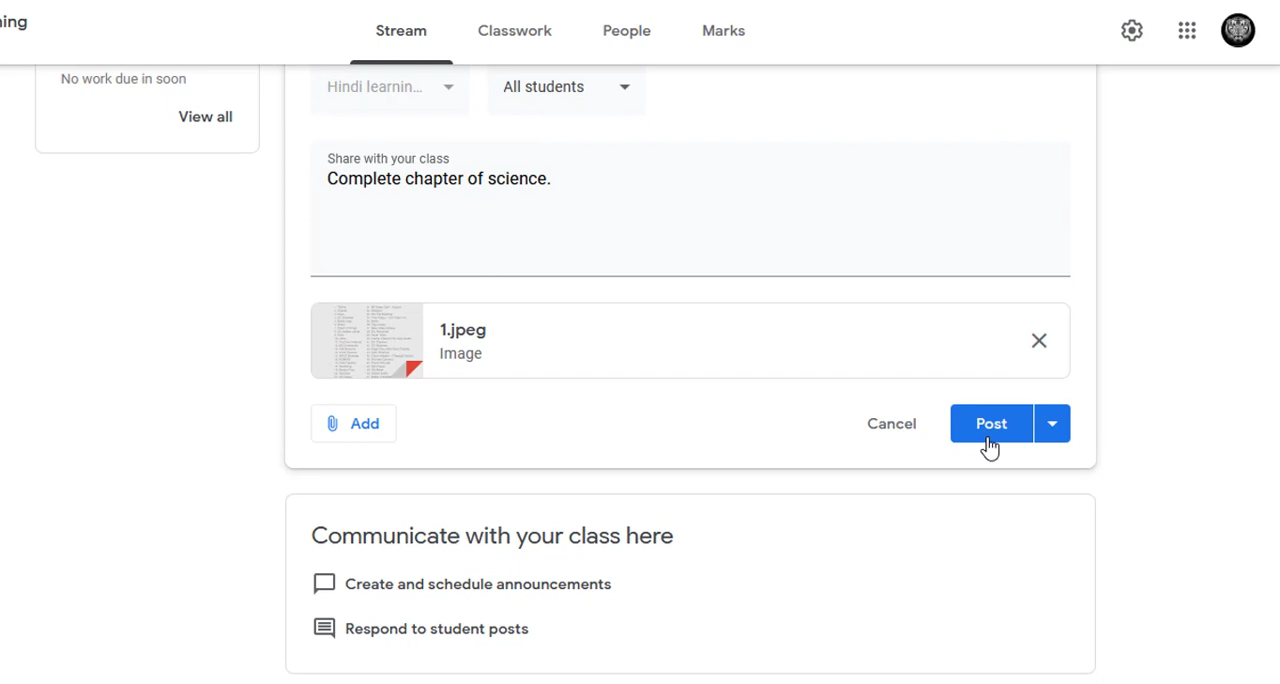 ning
Stream
Classwork
People
Marks
No work due in soon
View all
Hindi learnin...
All students
Share with your class
Complete chapter of science.
1.jpeg
Image
Add
Cancel
Post
Communicate with your class here
Create and schedule announcements
Respond to student posts